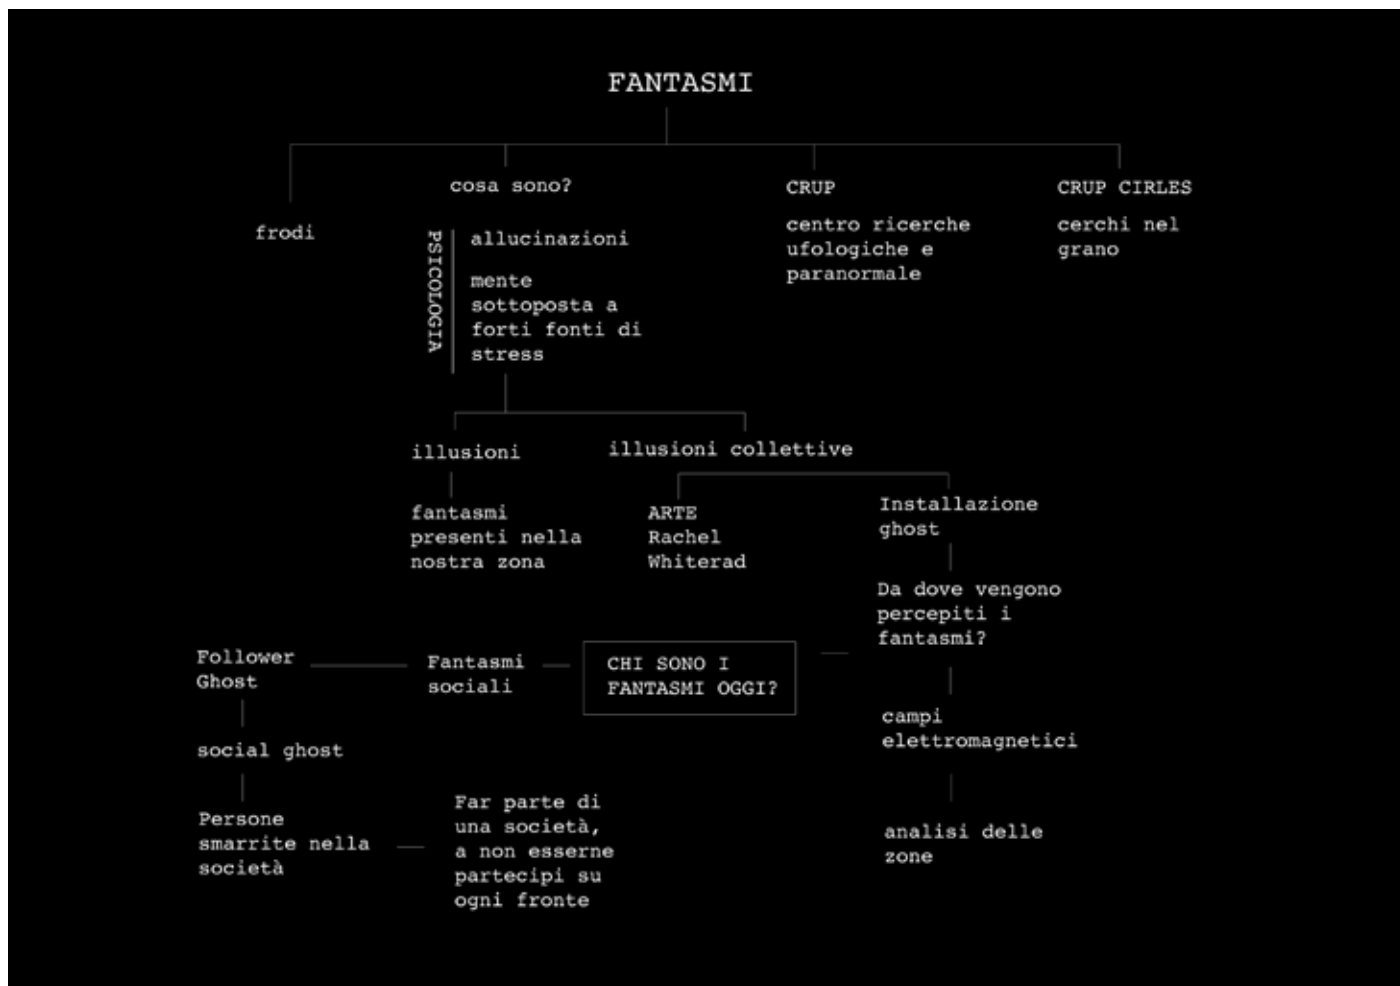 FANTASMI
frodi
cosa sono?
PSICOLOGIA
allucinazioni
mente
sottoposta a
forti fonti di
stress
CRUP
centro ricerche
ufologiche e
paranormale
CRUP CIRLES
cerchi nel
grano
illusioni
illusioni collettive
fantasmi
presenti nella
nostra zona
ARTE
Rachel
Whiterad
Installazione
ghost
Da dove vengono
percepiti i
fantasmi?
CHI SONO I
FANTASMI OGGI?
Fantasmi
sociali
Follower
Ghost
social ghost
Persone
smarrite nella
società
Far parte di
una società,
a non esserne
partecipi su
ogni fronte
campi
elettromagnetici
analisi delle
zone